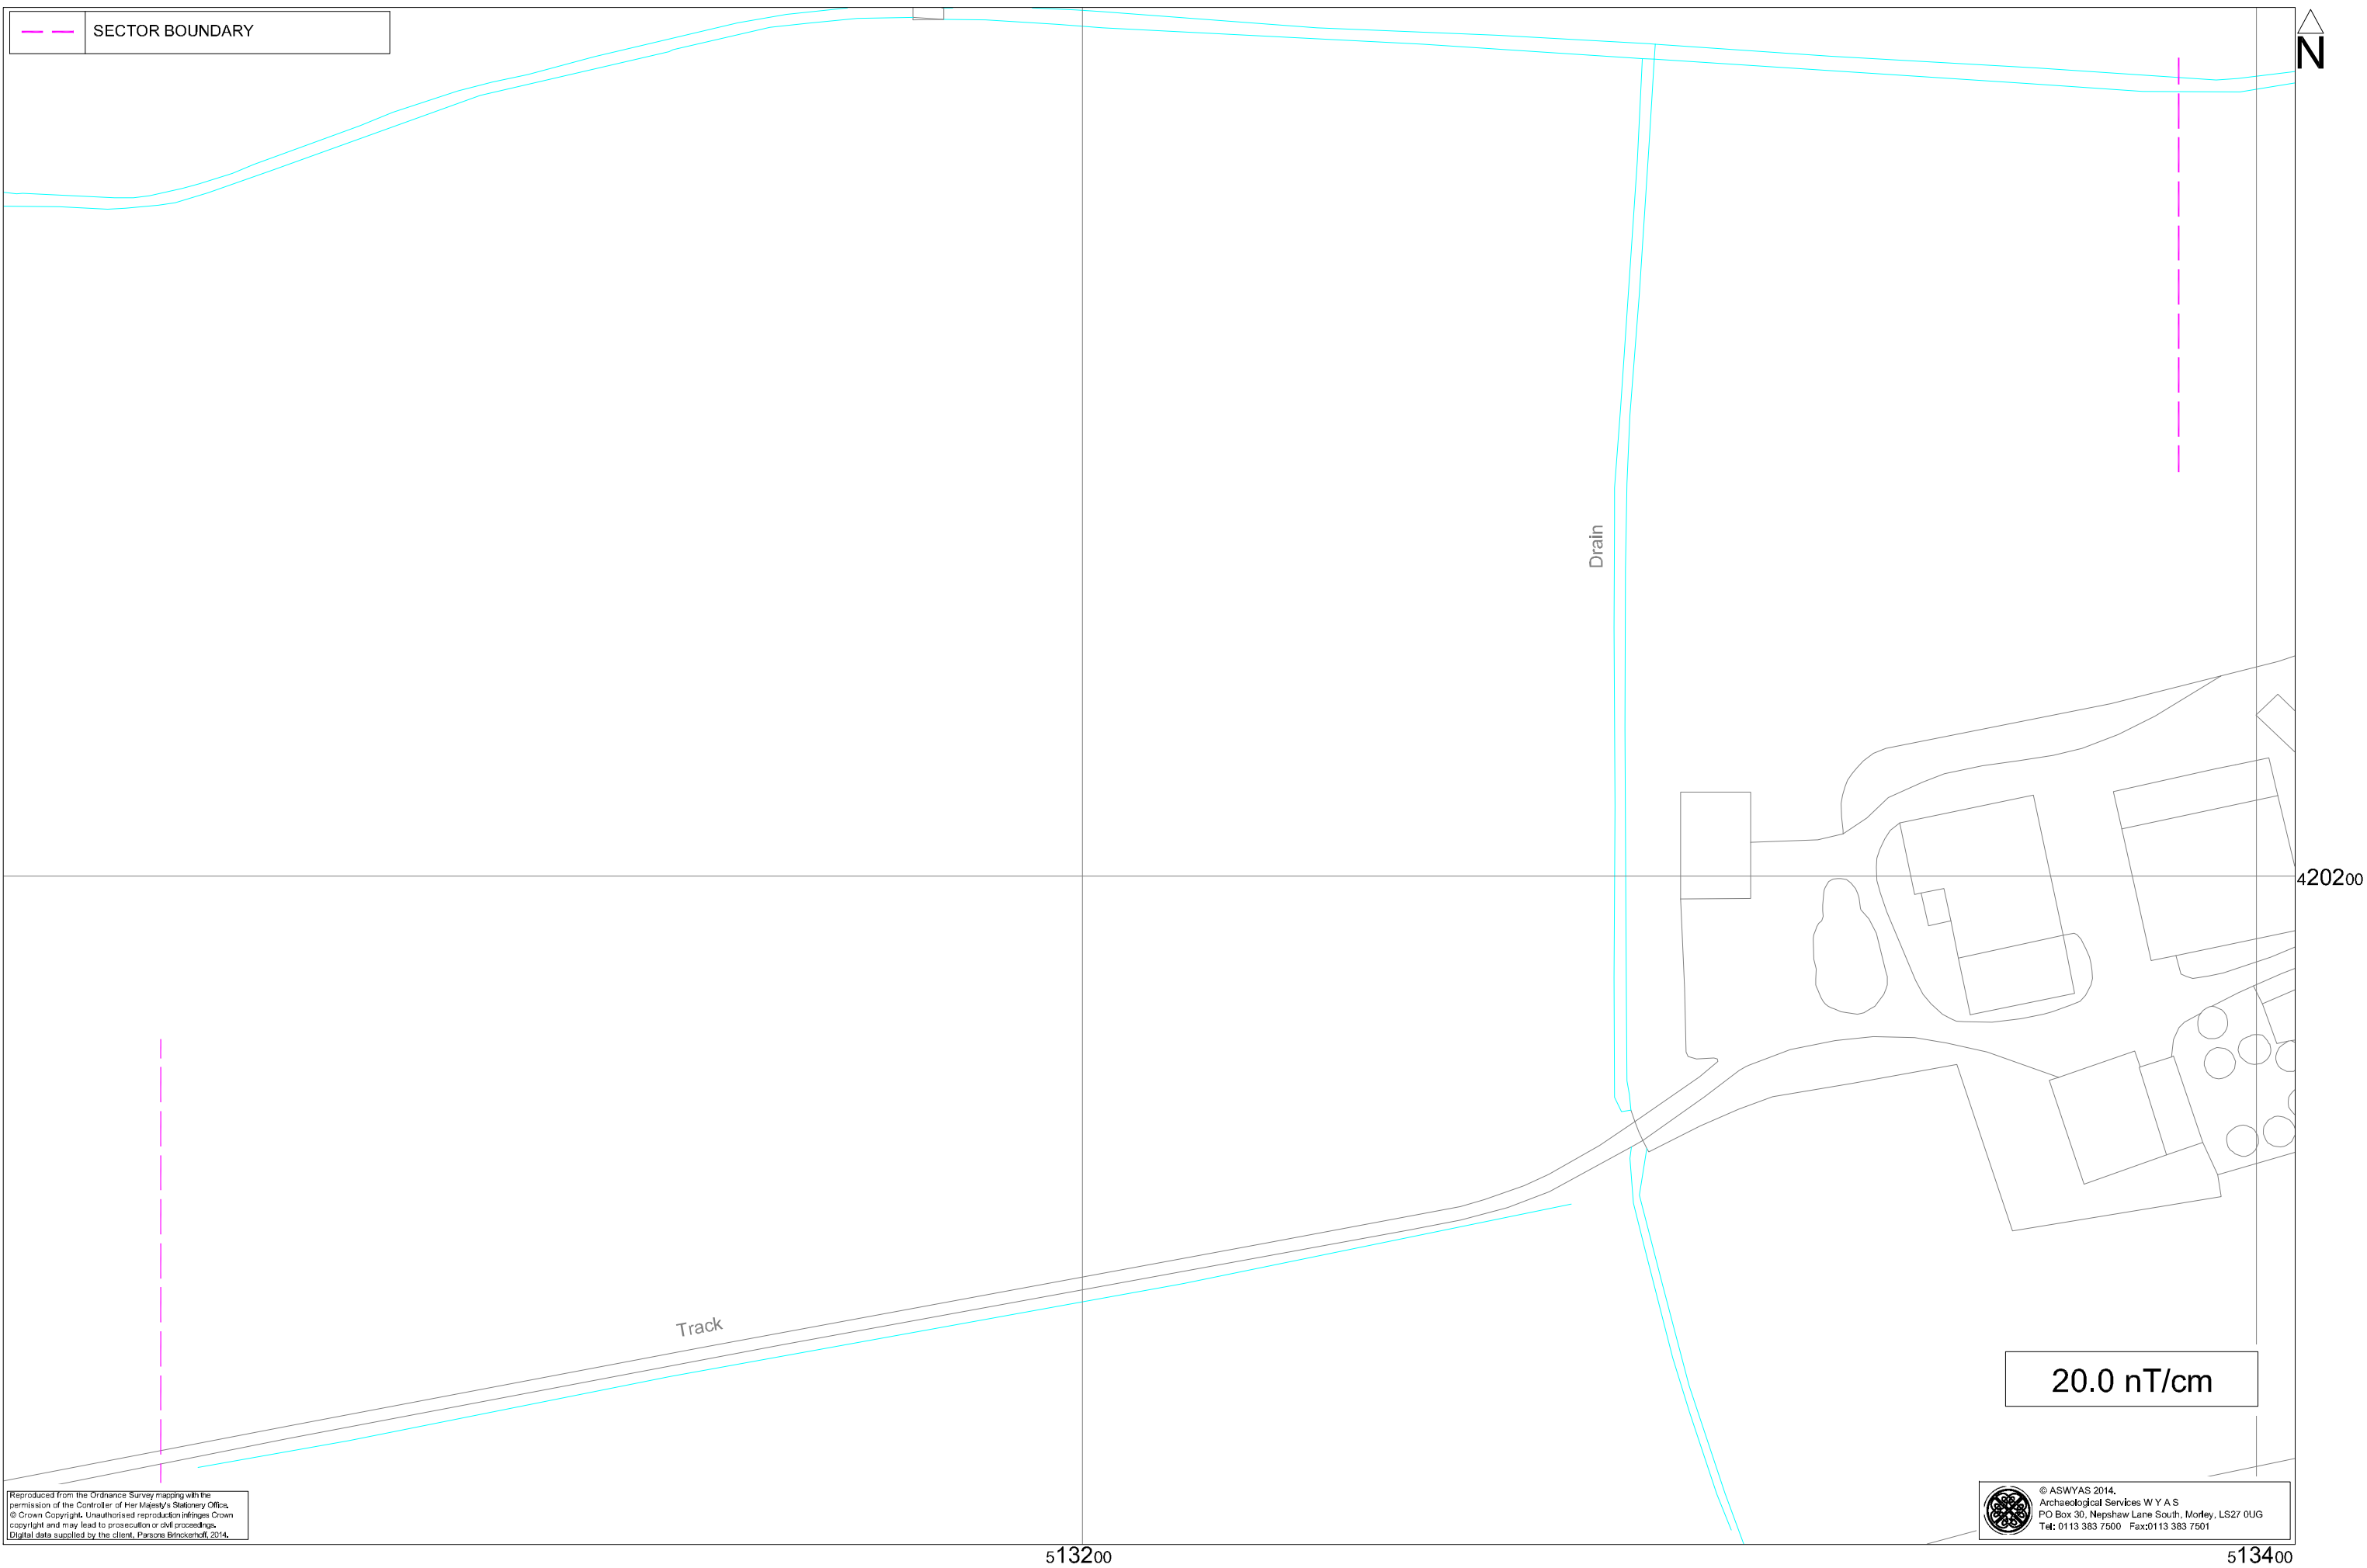 SECTOR BOUNDARY
N
Drain
420200
Track
20.0 nT/cm
Reproduced from the Ordnance Survey mapping with the
permission of the Controller of Her Majesty's Stationery Office.
© Crown Copyright. Unauthorised reproduction infringes Crown
copyright and may lead to prosecution or civil proceedings.
Digital data supplied by the client, Parsons Brinckerhoff, 2014.
© ASWYAS 2014.
Archaeological Services W Y A S
PO Box 30, Nepshaw Lane South, Morley, LS27 0UG
Tel: 0113 383 7500 Fax:0113 383 7501
513200
513400